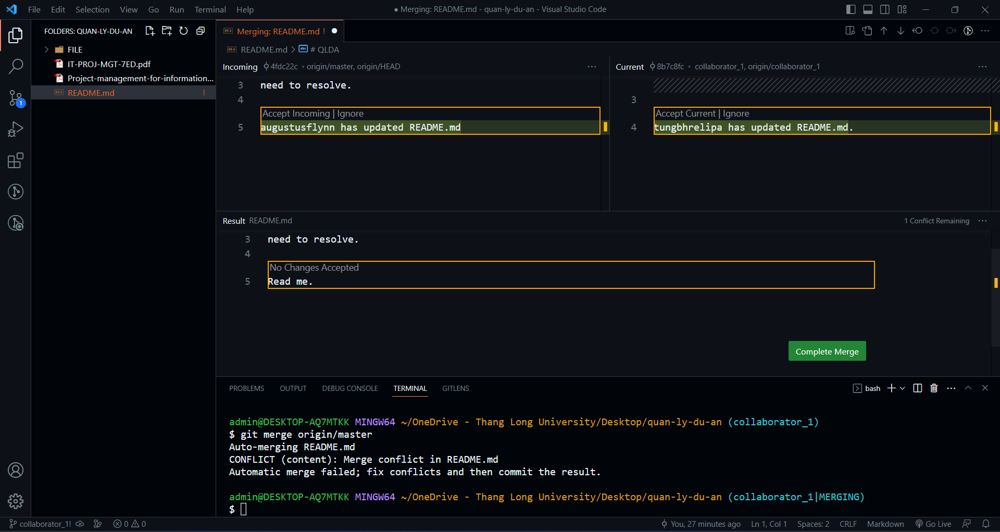 File Edit Selection View Go Run Terminal Help
● Merging: README.md - quan-ly-du-an - Visual Studio Code
FOLDERS: QUAN-LY-DU-AN
FILE
IT-PROJ-MGT-7ED.pdf
Project-management-for-information...
README.md !
1
Merging: README.md ! ●
README.md > # QLDA
Incoming 4fdc22c • origin/master, origin/HEAD ...
3 need to resolve.
4
Accept Incoming | Ignore
5 augustusflynn has updated README.md
Current 8b7c8fc • collaborator_1, origin/collaborator_1 ...
3
Accept Current | Ignore
4 tungbhrelipa has updated README.md.
Result README.md 1 Conflict Remaining ...
3 need to resolve.
4
No Changes Accepted
5 Read me.
Complete Merge
PROBLEMS OUTPUT DEBUG CONSOLE TERMINAL GITLENS
bash
admin@DESKTOP-AQ7MTKK MINGW64 ~/OneDrive - Thang Long University/Desktop/quan-ly-du-an (collaborator_1)
$ git merge origin/master
Auto-merging README.md
CONFLICT (content): Merge conflict in README.md
Automatic merge failed; fix conflicts and then commit the result.
admin@DESKTOP-AQ7MTKK MINGW64 ~/OneDrive - Thang Long University/Desktop/quan-ly-du-an (collaborator_1|MERGING)
$
collaborator_1! 0 0 You, 27 minutes ago Ln 1, Col 1 Spaces: 2 CRLF Markdown Go Live